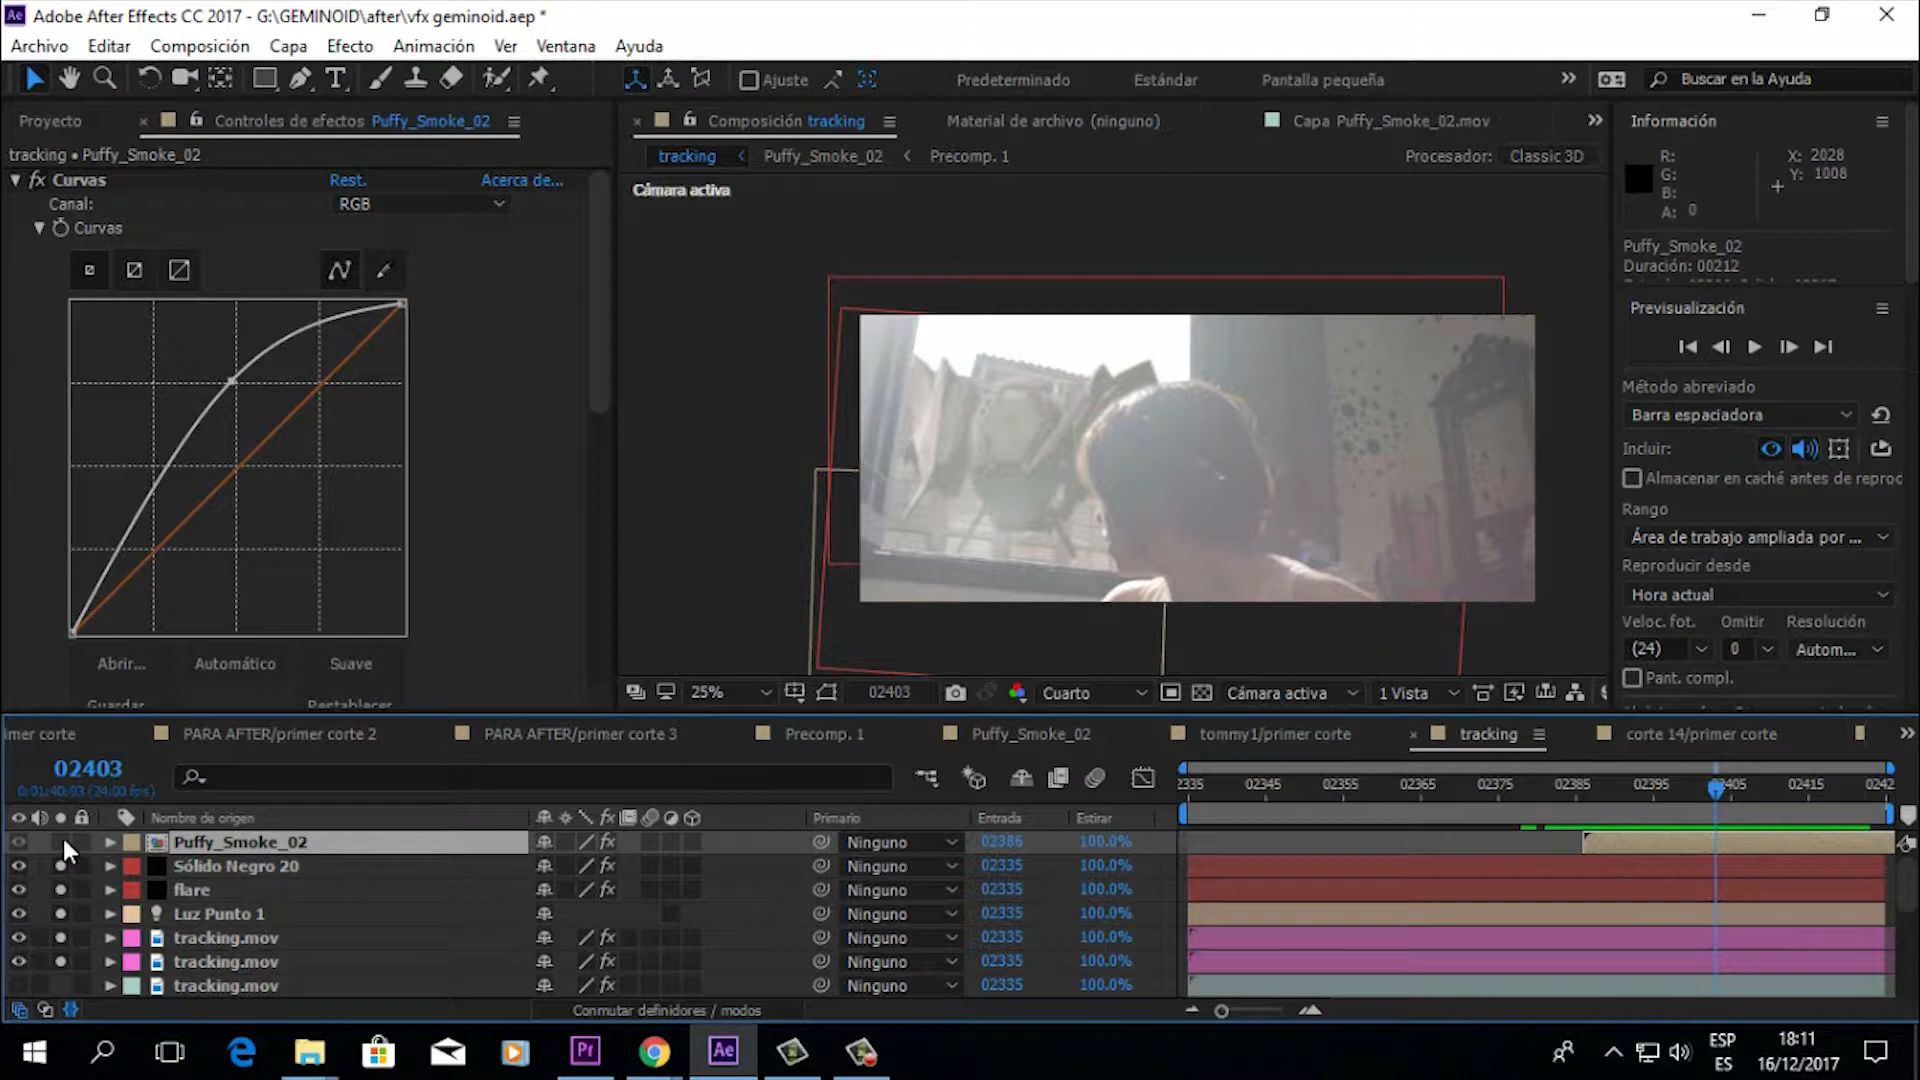 Adobe After Effects CC 2017 - G:\GEMINOID\after\vfx geminoid.aep *
Archivo Editar Composición Capa Efecto Animación Ver Ventana Ayuda
Ajuste Predeterminado Estándar Pantalla pequeña Buscar en la Ayuda
Proyecto Controles de efectos Puffy_Smoke_02 Composición tracking Material de archivo (ninguno) Capa Puffy_Smoke_02.mov Información
tracking • Puffy_Smoke_02 tracking Puffy_Smoke_02 Precomp. 1 Procesador: Classic 3D
fx Curvas Rest. Acerca de...
Canal: RGB
Curvas
Cámara activa
R:
G:
B:
A: 0
X: 2028
Y: 1008
Puffy_Smoke_02
Duración: 00212
Previsualización
Método abreviado
Barra espaciadora
Incluir:
Almacenar en caché antes de reproc
Rango
Área de trabajo ampliada por ...
Reproducir desde
Hora actual
Veloc. fot. Omitir Resolución
(24) 0 Autom...
Pant. compl.
Abrir... Automático Suave
Guardar Restablecer
25% 02403 Cuarto Cámara activa 1 Vista
imer corte PARA AFTER/primer corte 2 PARA AFTER/primer corte 3 Precomp. 1 Puffy_Smoke_02 tommy1/primer corte tracking corte 14/primer corte
02403
0:01:40:03 (24.00 fps)
2335 02345 02355 02365 02375 02385 02395 02405 02415 0242
Nombre de origen Primario Entrada Estirar
Puffy_Smoke_02 fx Ninguno 02386 100.0%
Sólido Negro 20 fx Ninguno 02335 100.0%
flare fx Ninguno 02335 100.0%
Luz Punto 1 Ninguno 02335 100.0%
tracking.mov fx Ninguno 02335 100.0%
tracking.mov fx Ninguno 02335 100.0%
tracking.mov fx Ninguno 02335 100.0%
Conmutar definidores / modos
Pr Ae
ESP
ES
18:11
16/12/2017